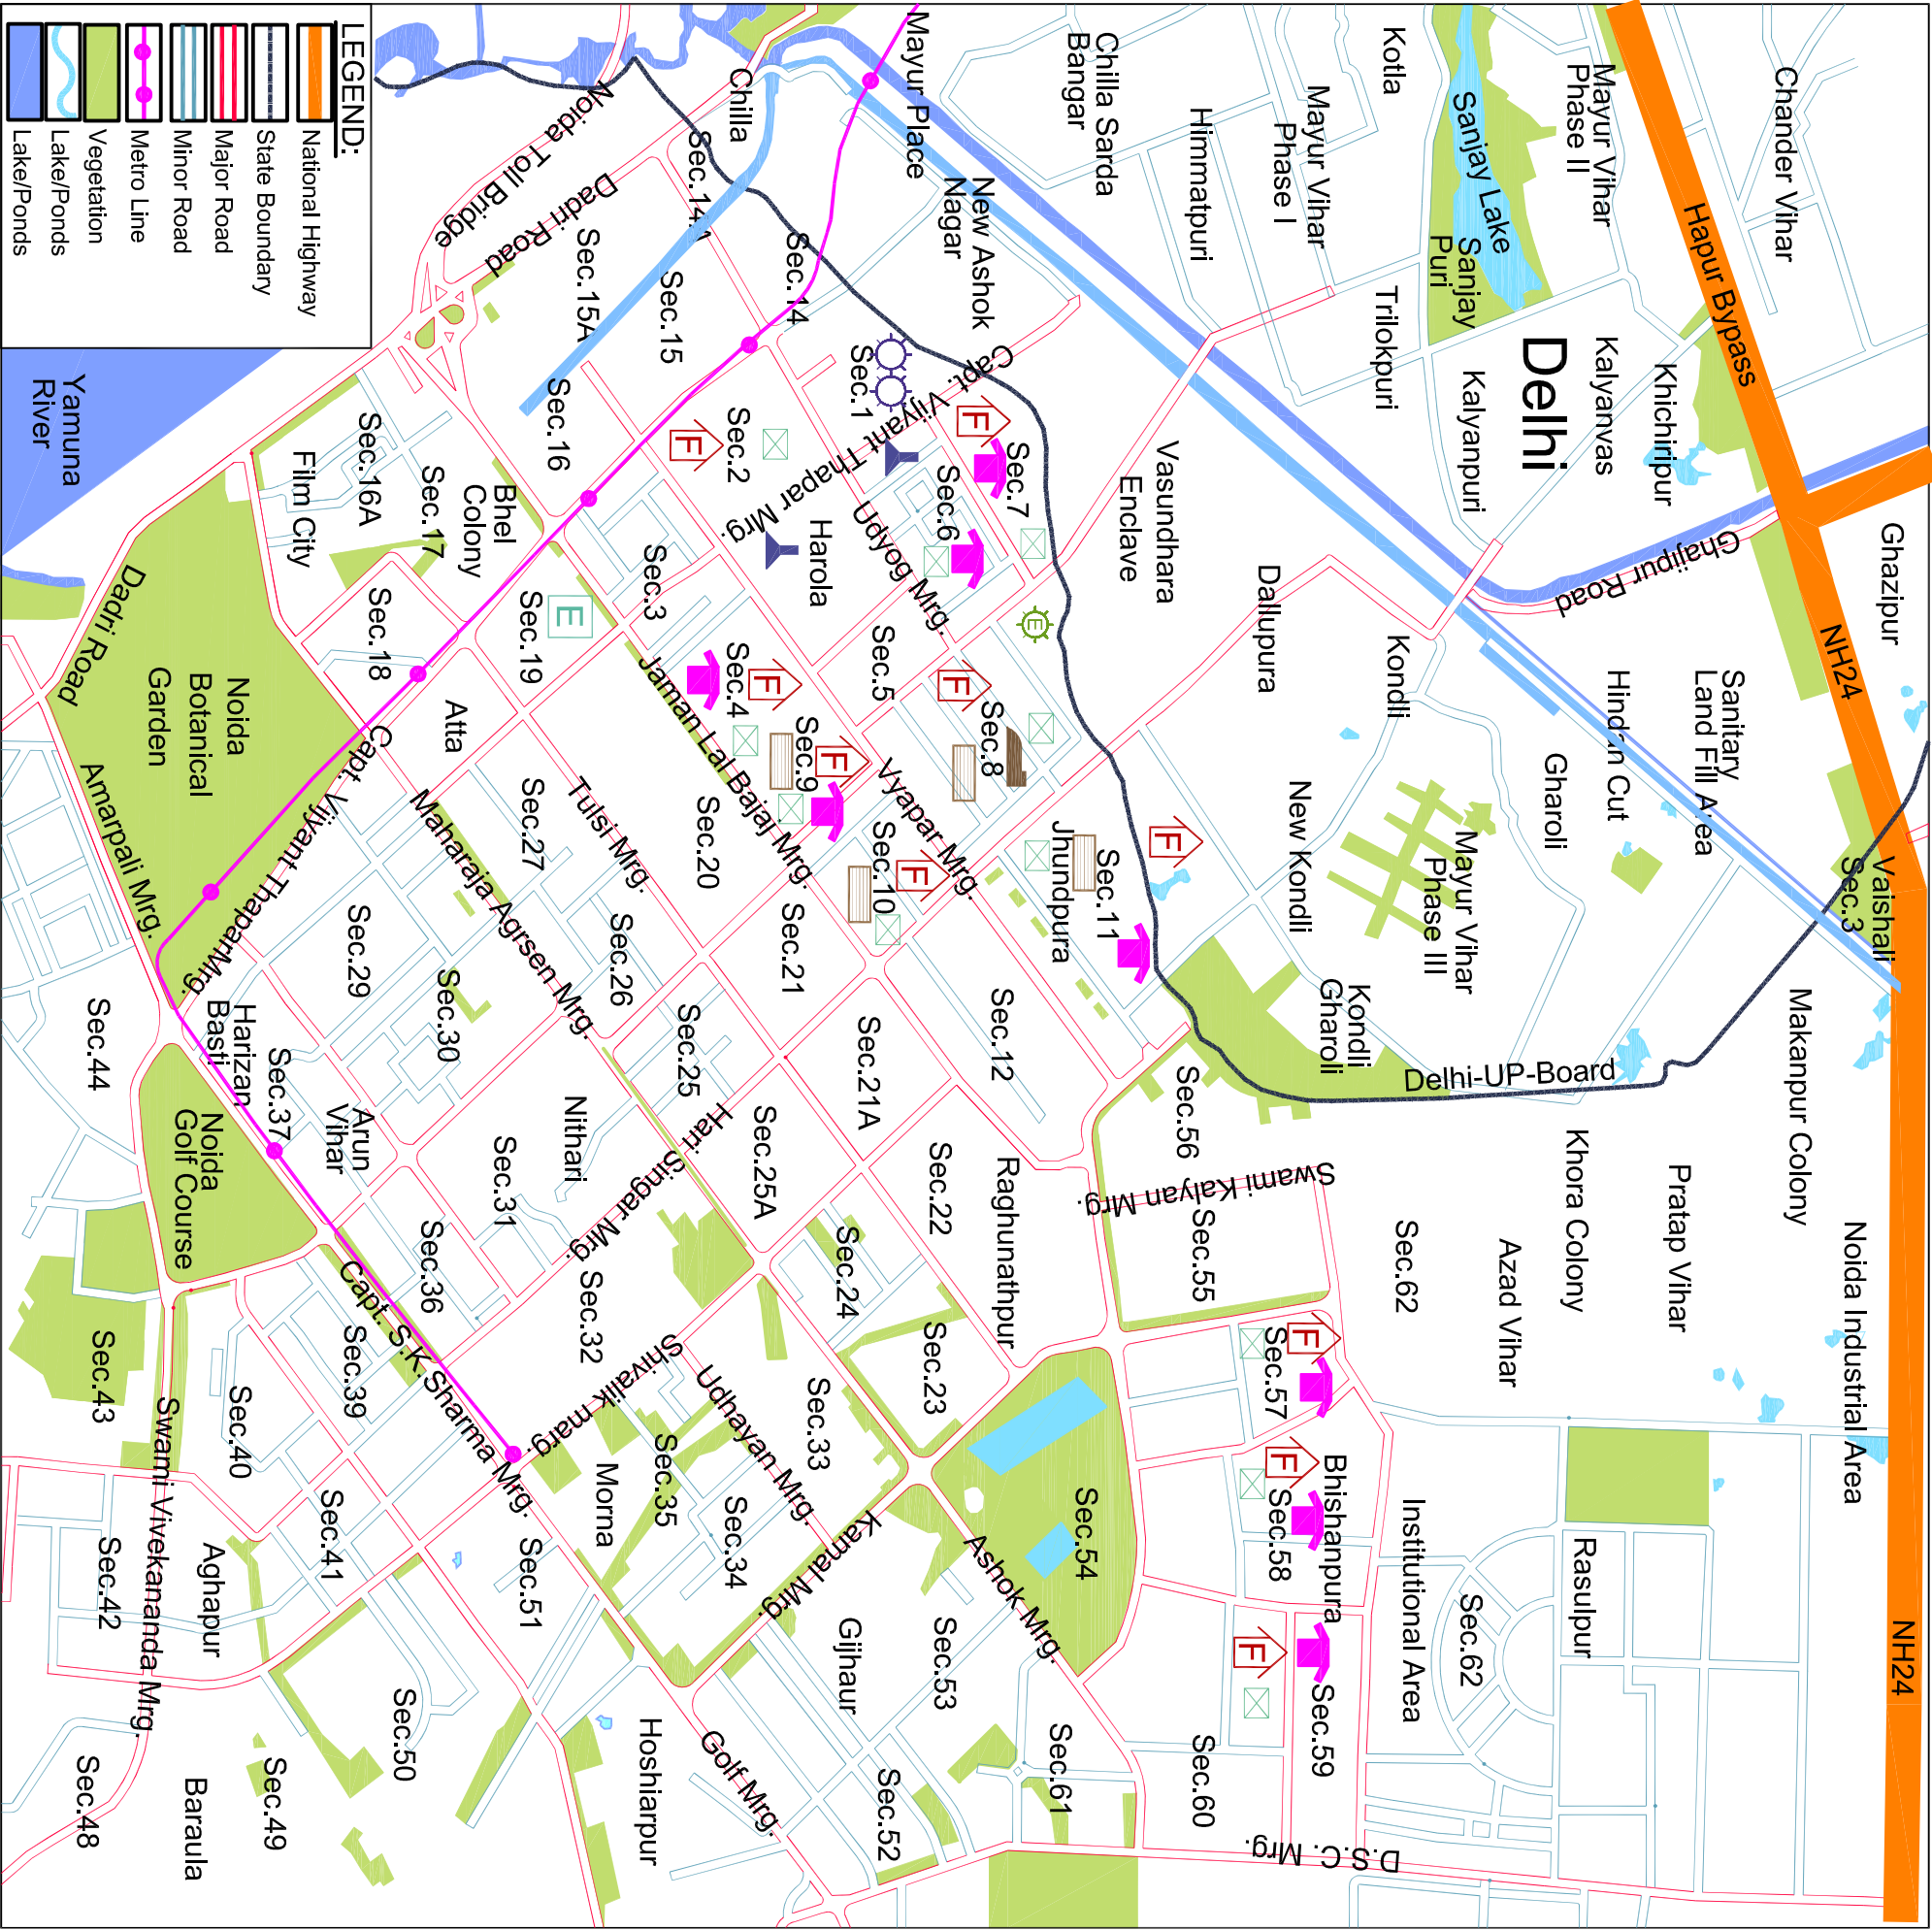 LEGEND:
National Highway
State Boundary
Major Road
Minor Road
Metro Line
Vegetation
Lake/Ponds
Lake/Ponds
Chander Vihar
Hapur Bypass
Ghazipur
NH24
Vaishali
Sec.3
Makanpur Colony
Noida Industrial Area
NH24
Mayur Vihar
Phase II
Kotla
Sanjay Lake
Sanjay
Puri
Delhi
Kalyanvas
Khichiripur
Kalyanpuri
Trilokpuri
Mayur Vihar
Phase I
Himmatpuri
Chilla Sarda
Bangar
Ghajipur Road
Sanitary
Land Fill Area
Hindan Cut
Gharoli
Kondli
Mayur Vihar
Phase III
New Kondli
Kondli
Gharoli
Delhi-UP-Board
Dallupura
Vasundhara
Enclave
Mayur Place
New Ashok
Nagar
Chilla
Noida Toll Bridge
Dadri Road
Sec.14A
Sec.14
Sec.15A
Sec.15
Sec.16
Sec.1
Sec.2
Capt. Vijyant Thapar Mrg.
F
F
Sec.7
Sec.6
Udyog Mrg.
Harola
Sec.3
Sec.5
E
E
Sec.4
F
F
Sec.8
Sec.9
F
Jaman Lal Bajaj Mrg.
Vyapar Mrg.
Sec.10
F
Sec.11
F
Jhundpura
Sec.12
Yamuna
River
Film City
Sec.16A
Sec.17
Bhel
Colony
Sec.18
Sec.19
Atta
Dadri Road
Noida
Botanical
Garden
Amarpali Mrg.
Capt. Vijyant Thapar Mrg.
Maharaja Agrsen Mrg.
Tulsi Mrg.
Sec.27
Sec.20
Sec.26
Sec.21
Sec.29
Sec.30
Sec.25
Sec.21A
Sec.25A
Sec.44
Harizan
Basti
Sec.37
Noida
Golf Course
Arun
Vihar
Nithari
Sec.31
Hari Singar Mrg.
Sec.22
Raghunathpur
Sec.56
Swami Kalyan Mrg.
Sec.55
Sec.62
Azad Vihar
Khora Colony
Pratap Vihar
Sec.36
Sec.32
Sec.24
Sec.23
Sec.33
Capt. S.K. Sharma Mrg.
Shivalik marg.
Udhayan Mrg.
Sec.43
Sec.40
Sec.39
Sec.35
Morna
Sec.34
Kamal Mrg.
Ashok Mrg.
Sec.54
F
Sec.57
F
Bhishanpura
Sec.58
F
Sec.59
Institutional Area
Sec.62
Rasulpur
Sec.42
Swami Vivekananda Mrg.
Aghapur
Sec.41
Sec.51
Gijhaur
Sec.53
Sec.61
Sec.60
D.S.C. Mrg.
Sec.48
Baraula
Sec.49
Sec.50
Hoshiarpur
Golf Mrg.
Sec.52